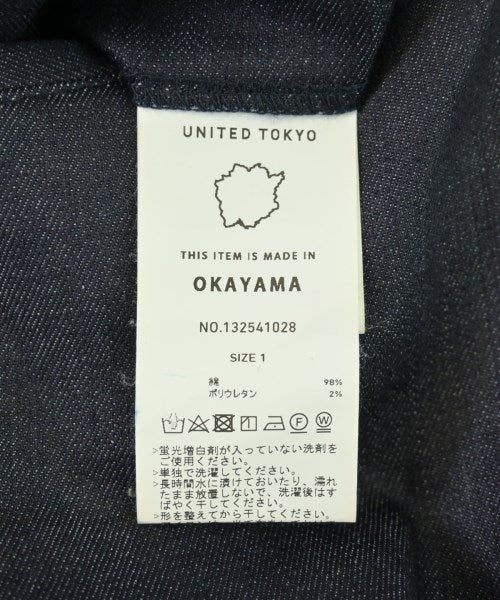 UNITED TOKYO
THIS ITEM IS MADE IN
OKAYAMA
NO.132541028
SIZE 1
綿 98%
ポリウレタン 2%
>蛍光増白剤が入っていない洗剤を
ご使用ください。
>単独で洗濯してください。
>長時間水に漬けておいたり、濡れ
たまま放置しないで、洗濯後はす
ばやく干してください。
>形を整えてから干してください。